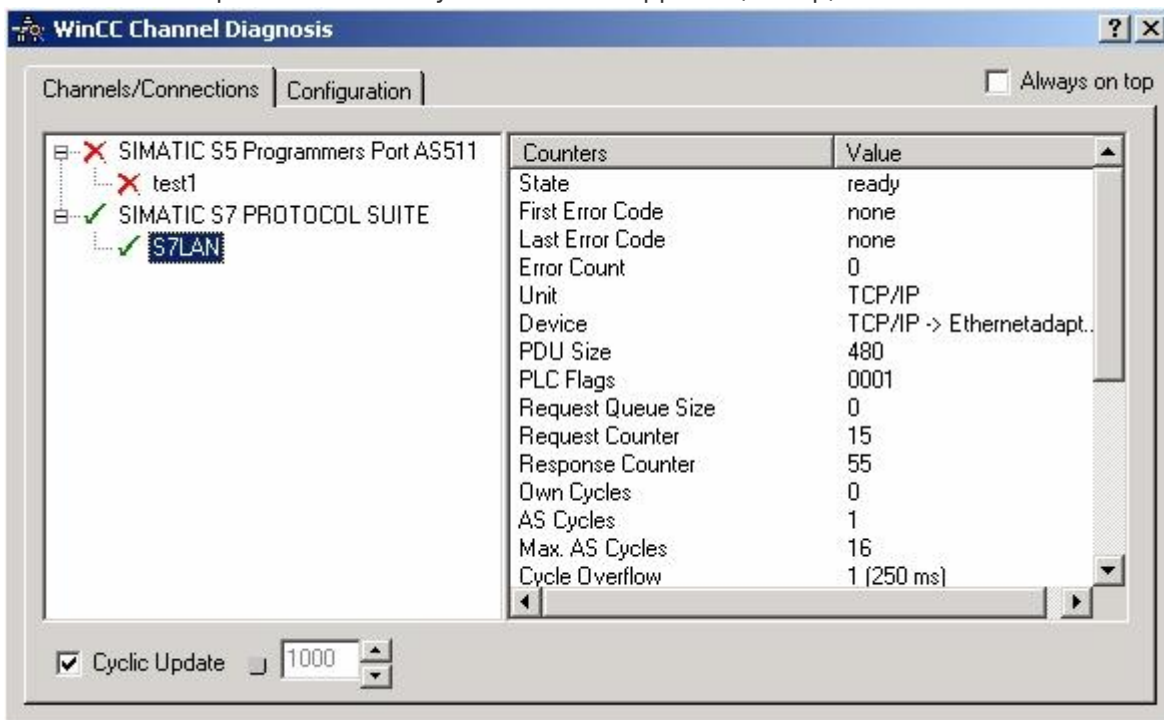 WinCC Channel Diagnosis
Channels/Connections Configuration Always on top
SIMATIC S5 Programmers Port AS511
test1
SIMATIC S7 PROTOCOL SUITE
S7LAN
Counters Value
State ready
First Error Code none
Last Error Code none
Error Count 0
Unit TCP/IP
Device TCP/IP -> Ethernetadapt..
PDU Size 480
PLC Flags 0001
Request Queue Size 0
Request Counter 15
Response Counter 55
Own Cycles 0
AS Cycles 1
Max. AS Cycles 16
Cycle Overflow 1 (250 ms)
Cyclic Update 1000